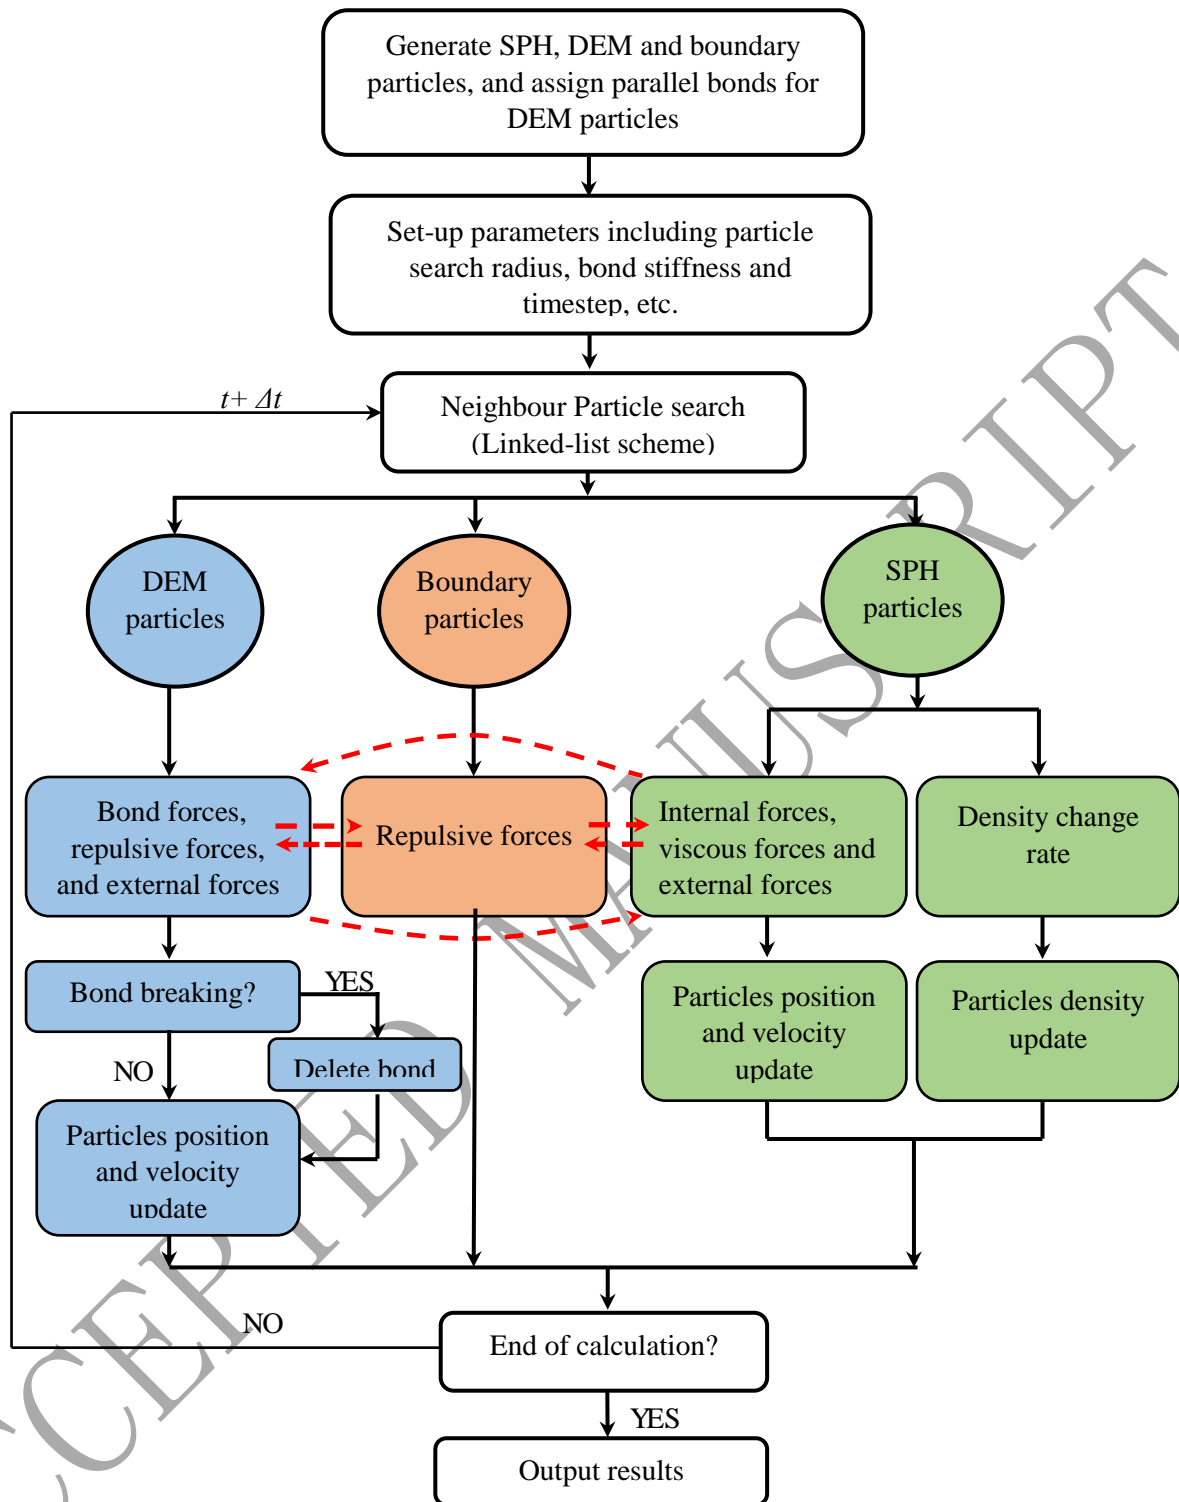 Generate SPH, DEM and boundary
particles, and assign parallel bonds for
DEM particles
Set-up parameters including particle
search radius, bond stiffness and
timestep, etc.
t+ Δt
Neighbour Particle search
(Linked-list scheme)
DEM
particles
Boundary
particles
SPH
particles
Bond forces,
repulsive forces,
and external forces
Repulsive forces
Internal forces,
viscous forces and
external forces
Density change
rate
Bond breaking?
YES
NO
Delete bond
Particles position
and velocity
update
Particles position
and velocity
update
Particles density
update
NO
End of calculation?
YES
Output results
CCEPTED MANUSCRIPT